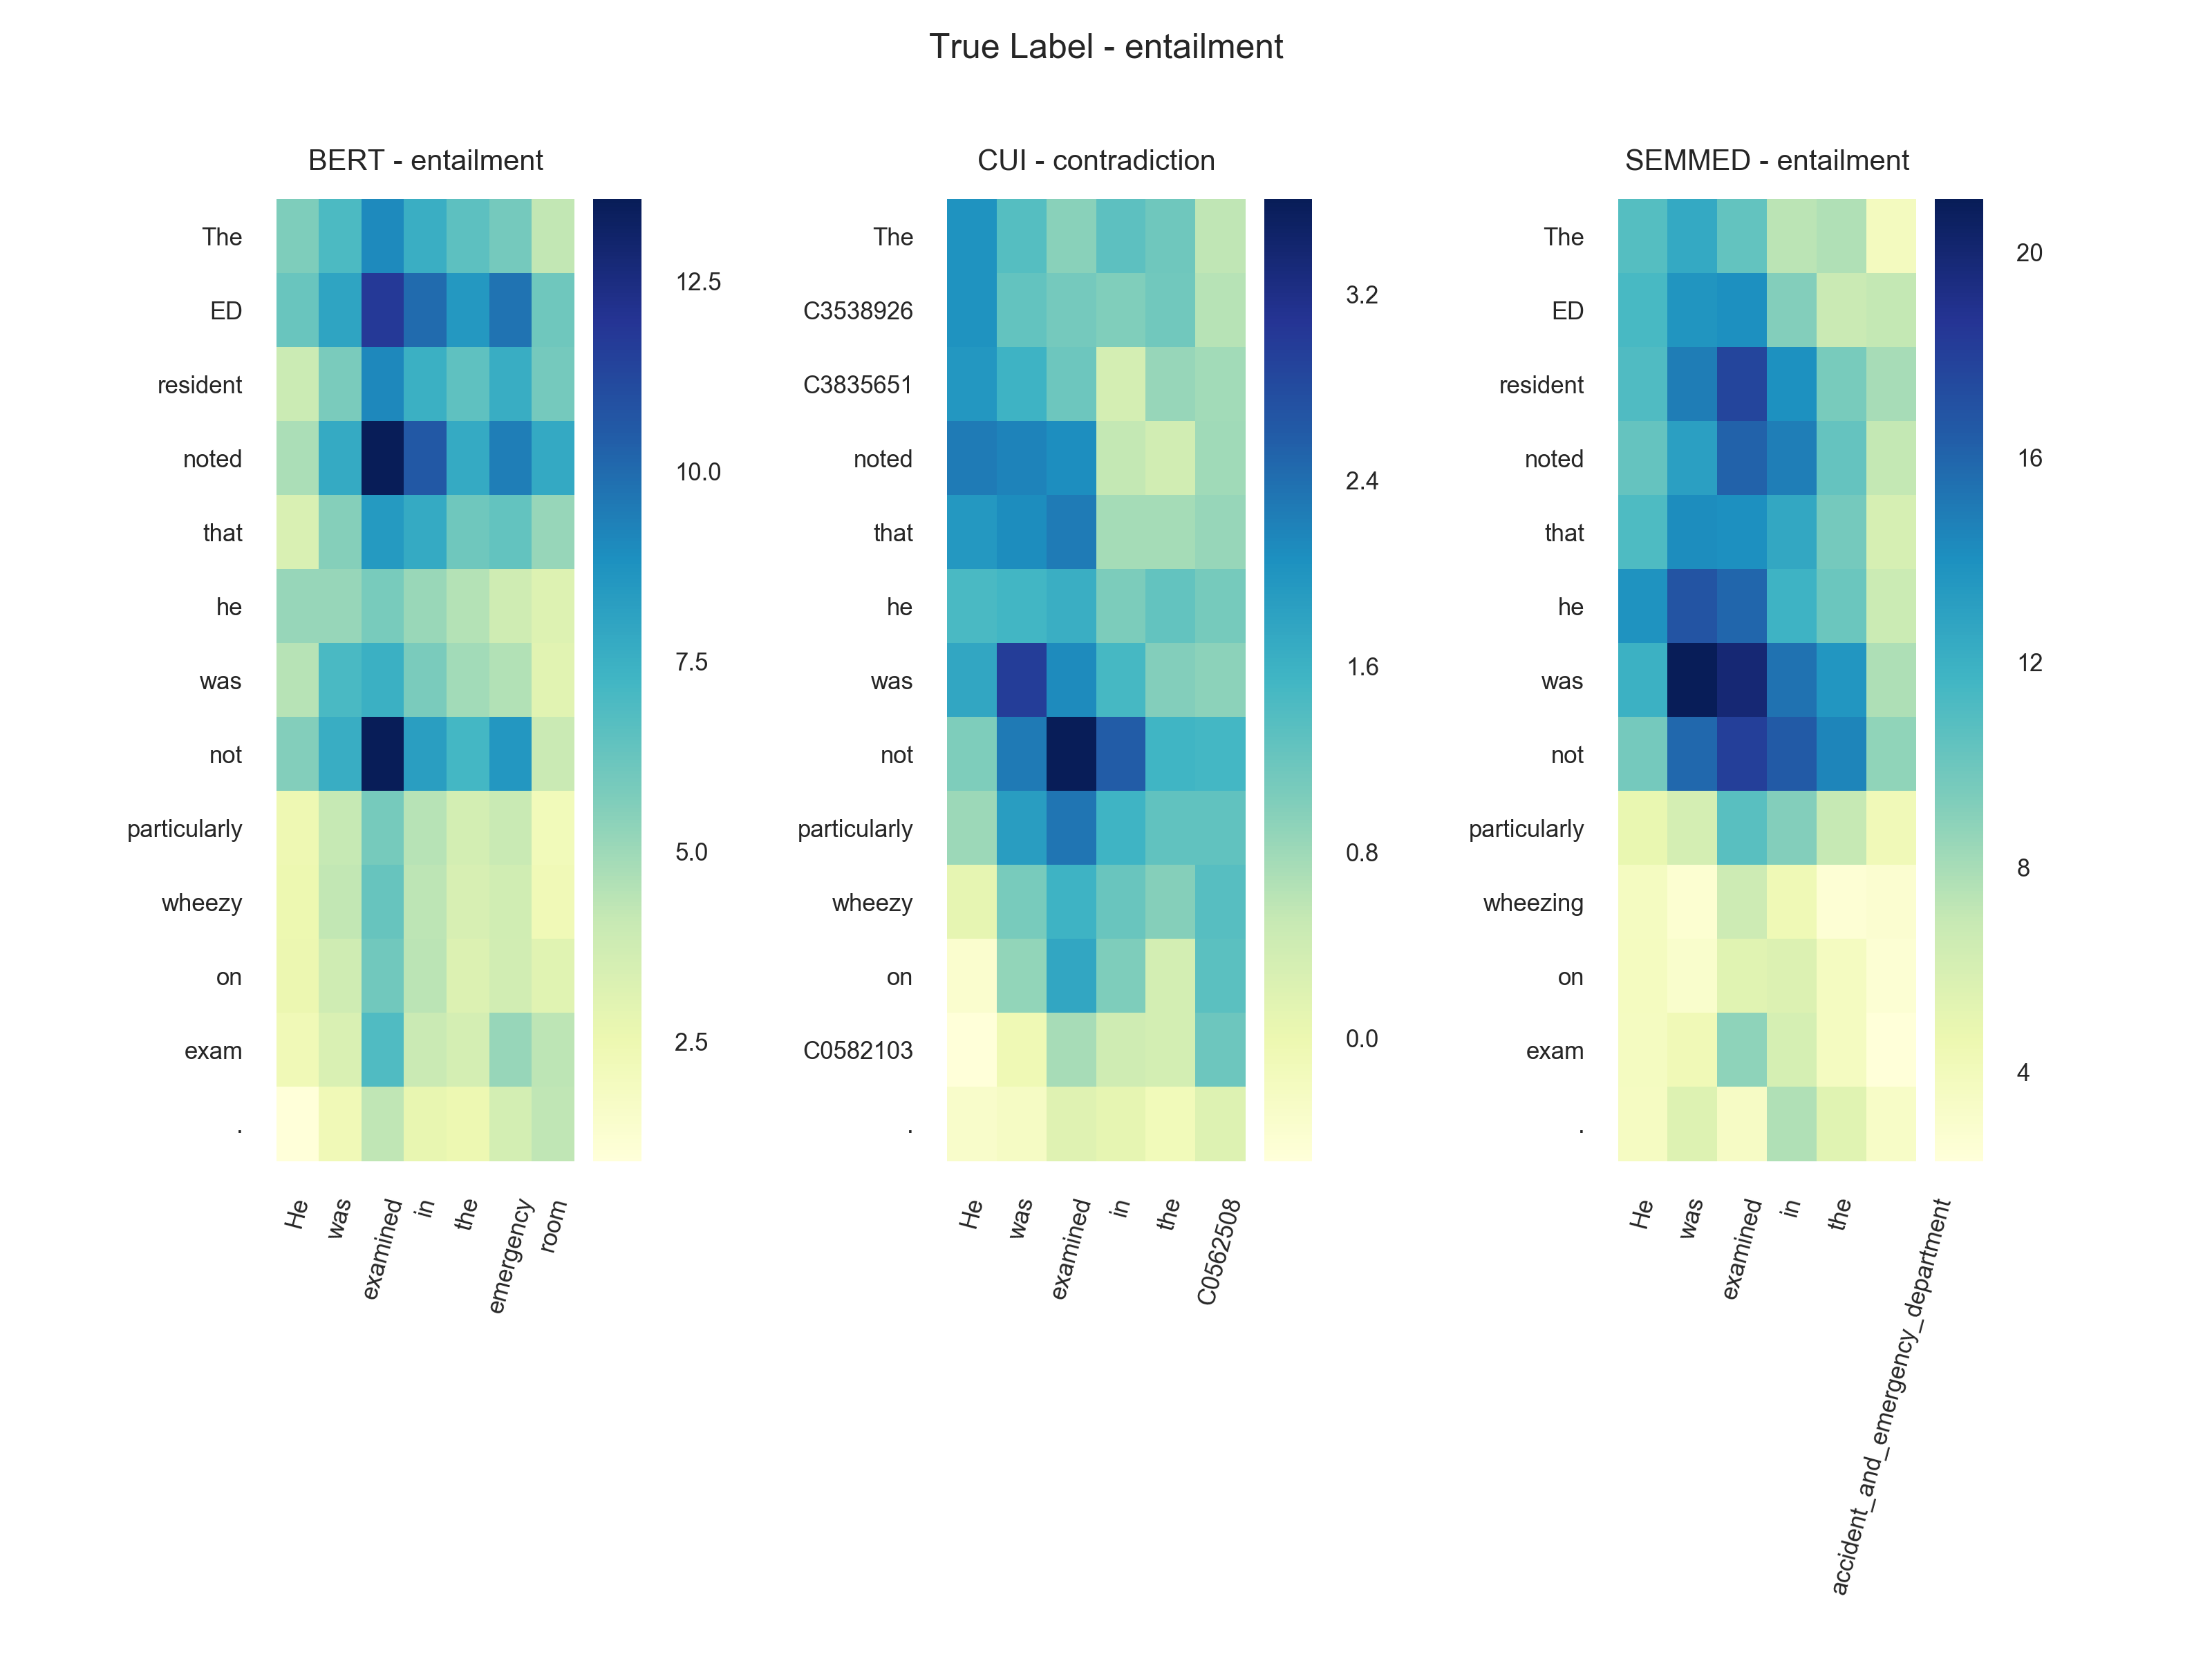 True Label - entailment
BERT - entailment
The
ED
resident
noted
that
he
was
not
particularly
wheezy
on
exam
.
He
was
examined
in
the
emergency
room
12.5
10.0
7.5
5.0
2.5
CUI - contradiction
The
C3538926
C3835651
noted
that
he
was
not
particularly
wheezy
on
C0582103
.
He
was
examined
in
the
C0562508
3.2
2.4
1.6
0.8
0.0
SEMMED - entailment
The
ED
resident
noted
that
he
was
not
particularly
wheezing
on
exam
.
He
was
examined
in
the
accident_and_emergency_department
20
16
12
8
4